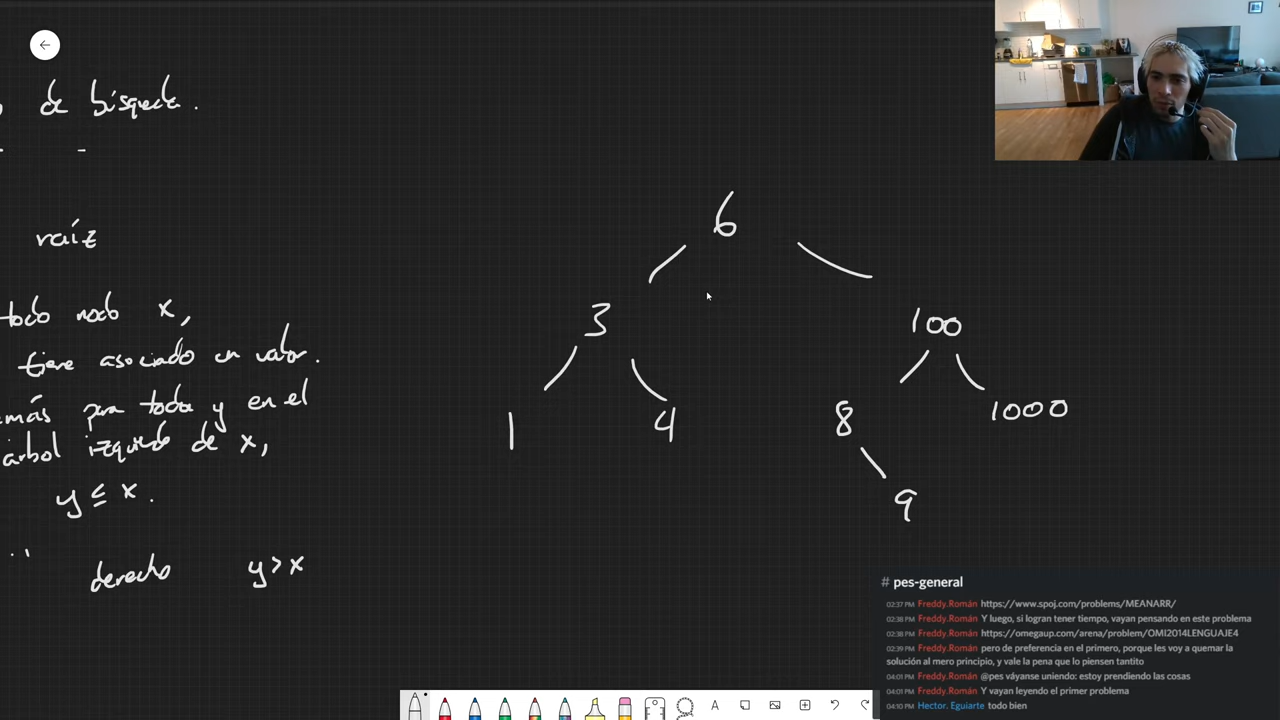 de búsqueda.
raíz
todo nodo x,
tiene asociado un valor.
más para toda y en el
árbol izquierdo de x,
y ≤ x.
derecho y > x
6
3 100
1 4 8 1000
9
# pes-general
02:37 PM Freddy.Román https://www.spoj.com/problems/MEANARR/
02:38 PM Freddy.Román Y luego, si logran tener tiempo, vayan pensando en este problema
02:38 PM Freddy.Román https://omegaup.com/arena/problem/OMI2014LENGUAJE4
02:39 PM Freddy.Román pero de preferencia en el primero, porque les voy a quemar la
solución al mero principio, y vale la pena que lo piensen tantito
04:01 PM Freddy.Román @pes váyanse uniendo: estoy prendiendo las cosas
04:01 PM Freddy.Román Y vayan leyendo el primer problema
04:10 PM Hector. Eguiarte todo bien